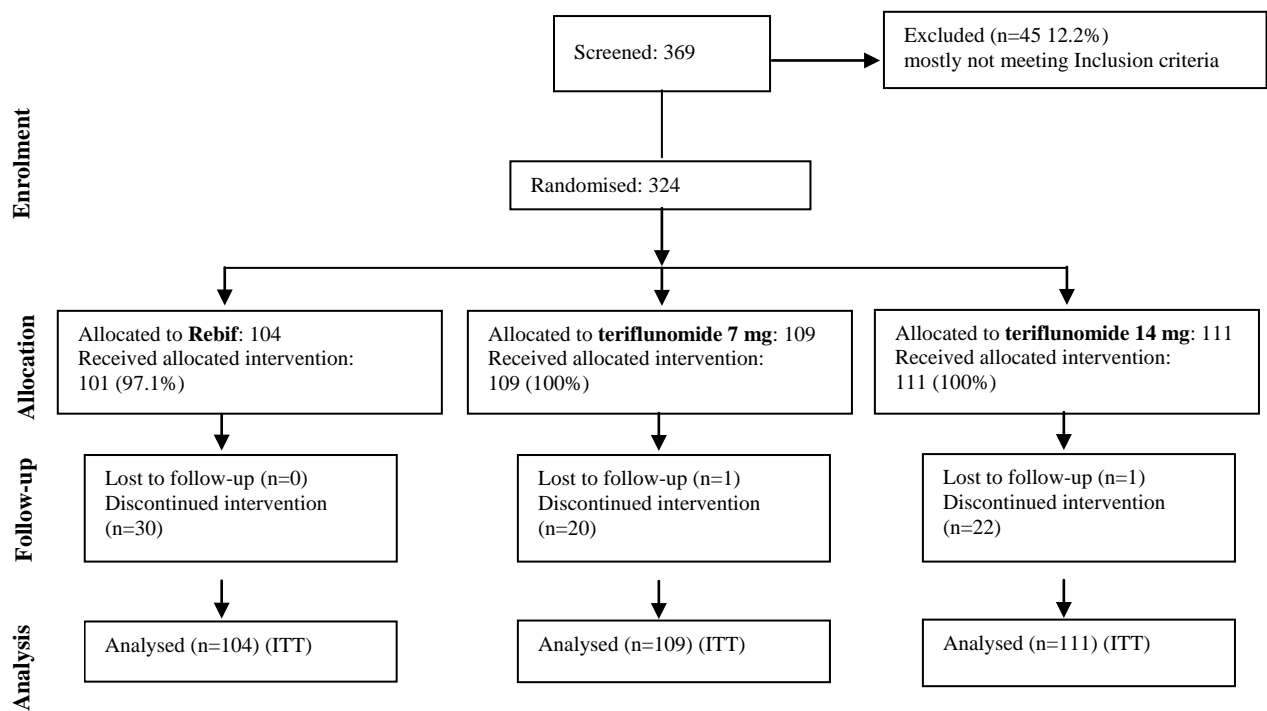 Enrolment
Screened: 369
Excluded (n=45 12.2%)
mostly not meeting Inclusion criteria
Randomised: 324
Allocation
Allocated to Rebif: 104
Received allocated intervention:
101 (97.1%)
Allocated to teriflunomide 7 mg: 109
Received allocated intervention:
109 (100%)
Allocated to teriflunomide 14 mg: 111
Received allocated intervention:
111 (100%)
Follow-up
Lost to follow-up (n=0)
Discontinued intervention
(n=30)
Lost to follow-up (n=1)
Discontinued intervention
(n=20)
Lost to follow-up (n=1)
Discontinued intervention
(n=22)
Analysis
Analysed (n=104) (ITT)
Analysed (n=109) (ITT)
Analysed (n=111) (ITT)